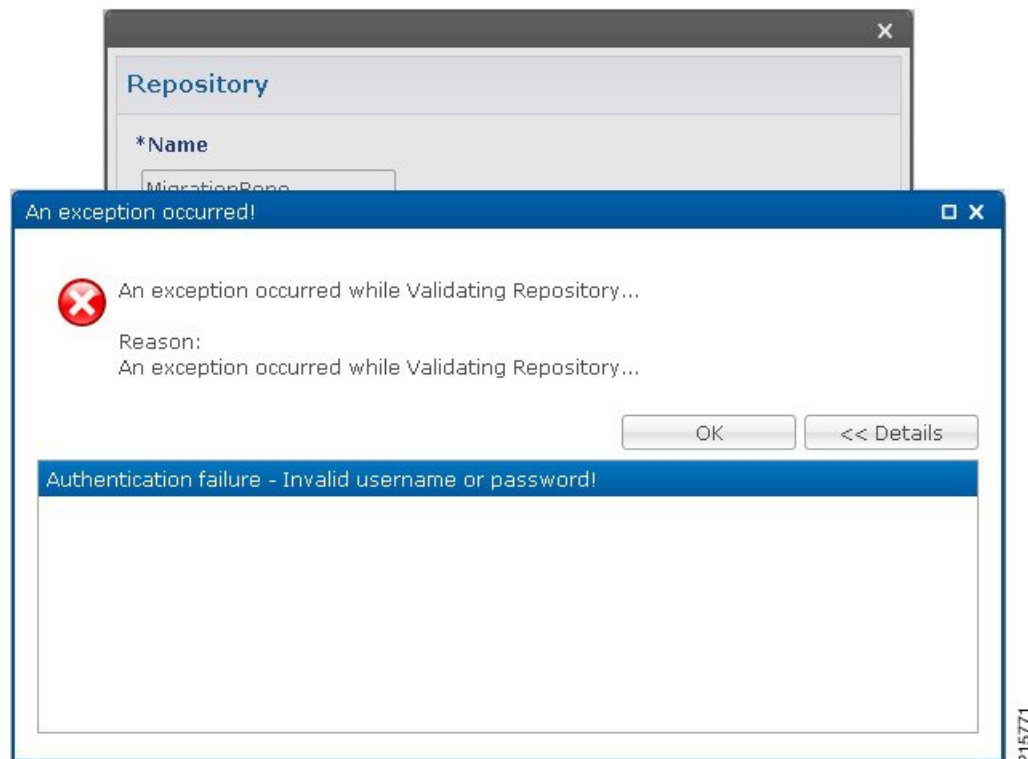 Repository
*Name
MigrationRepo
An exception occurred!
An exception occurred while Validating Repository...
Reason:
An exception occurred while Validating Repository...
OK
<< Details
Authentication failure - Invalid username or password!
215771